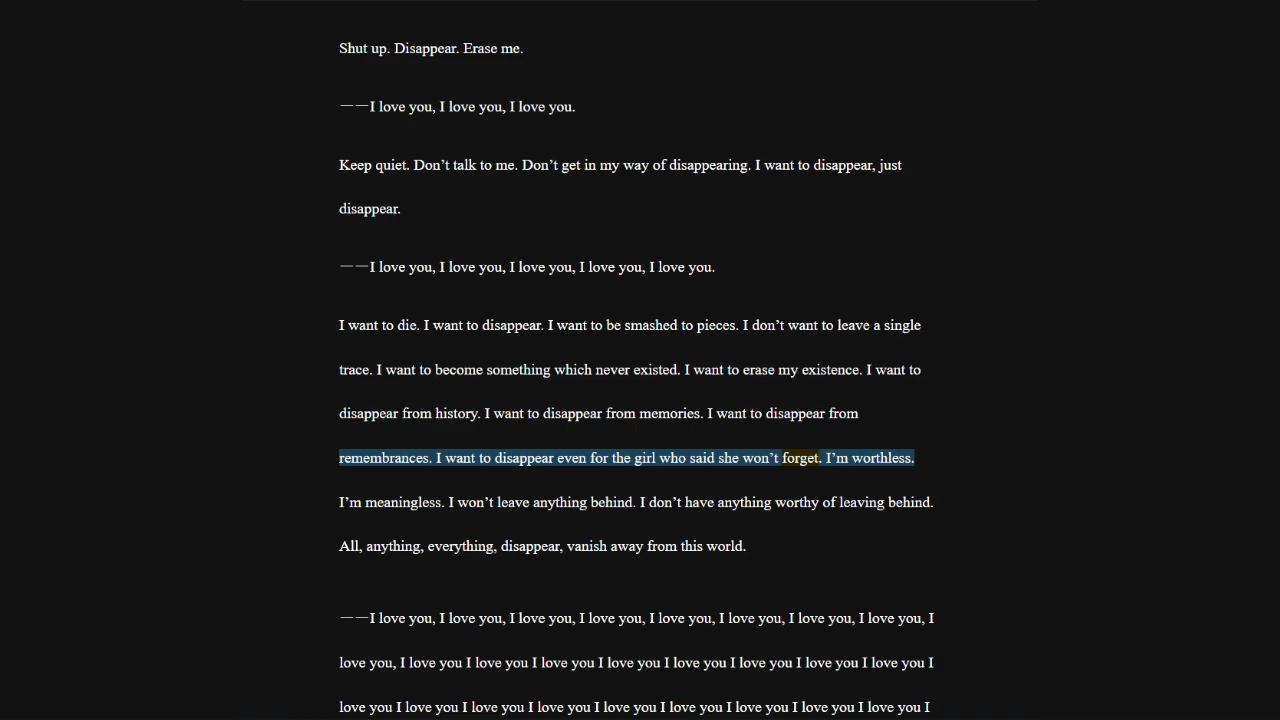 Shut up. Disappear. Erase me.
――I love you, I love you, I love you.
Keep quiet. Don’t talk to me. Don’t get in my way of disappearing. I want to disappear, just
disappear.
――I love you, I love you, I love you, I love you, I love you.
I want to die. I want to disappear. I want to be smashed to pieces. I don’t want to leave a single
trace. I want to become something which never existed. I want to erase my existence. I want to
disappear from history. I want to disappear from memories. I want to disappear from
remembrances. I want to disappear even for the girl who said she won’t forget. I’m worthless.
I’m meaningless. I won’t leave anything behind. I don’t have anything worthy of leaving behind.
All, anything, everything, disappear, vanish away from this world.
――I love you, I love you, I love you, I love you, I love you, I love you, I love you, I love you, I
love you, I love you I love you I love you I love you I love you I love you I love you I love you I
love you I love you I love you I love you I love you I love you I love you I love you I love you I